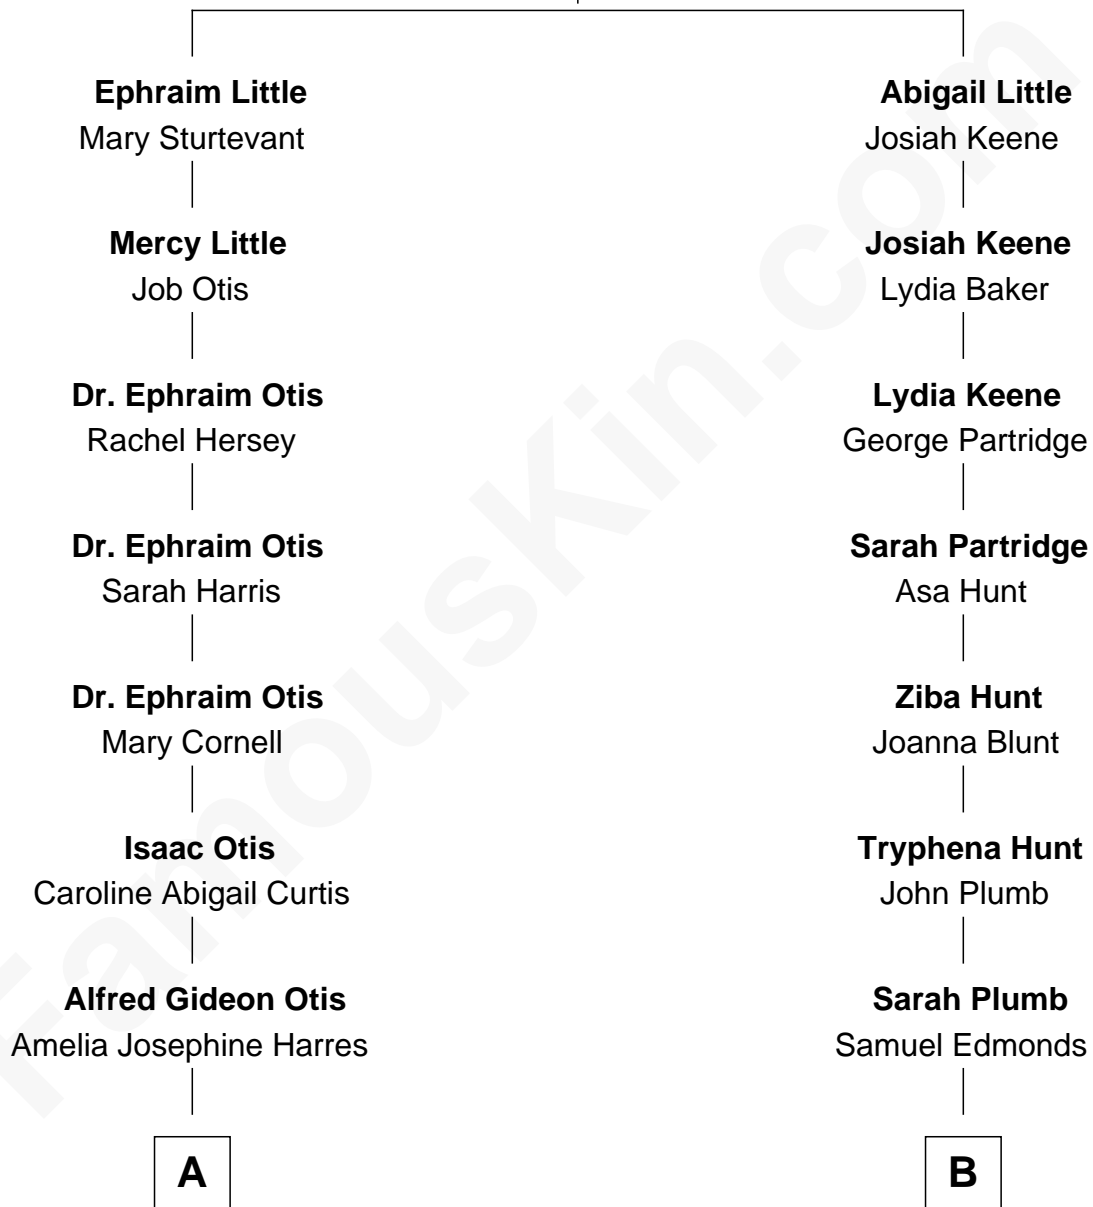 Ephraim Little
Mary Sturtevant
Mercy Little
Job Otis
Dr. Ephraim Otis
Rachel Hersey
Dr. Ephraim Otis
Sarah Harris
Dr. Ephraim Otis
Mary Cornell
Isaac Otis
Caroline Abigail Curtis
Alfred Gideon Otis
Amelia Josephine Harres
A
Abigail Little
Josiah Keene
Josiah Keene
Lydia Baker
Lydia Keene
George Partridge
Sarah Partridge
Asa Hunt
Ziba Hunt
Joanna Blunt
Tryphena Hunt
John Plumb
Sarah Plumb
Samuel Edmonds
B
FamousKin.com